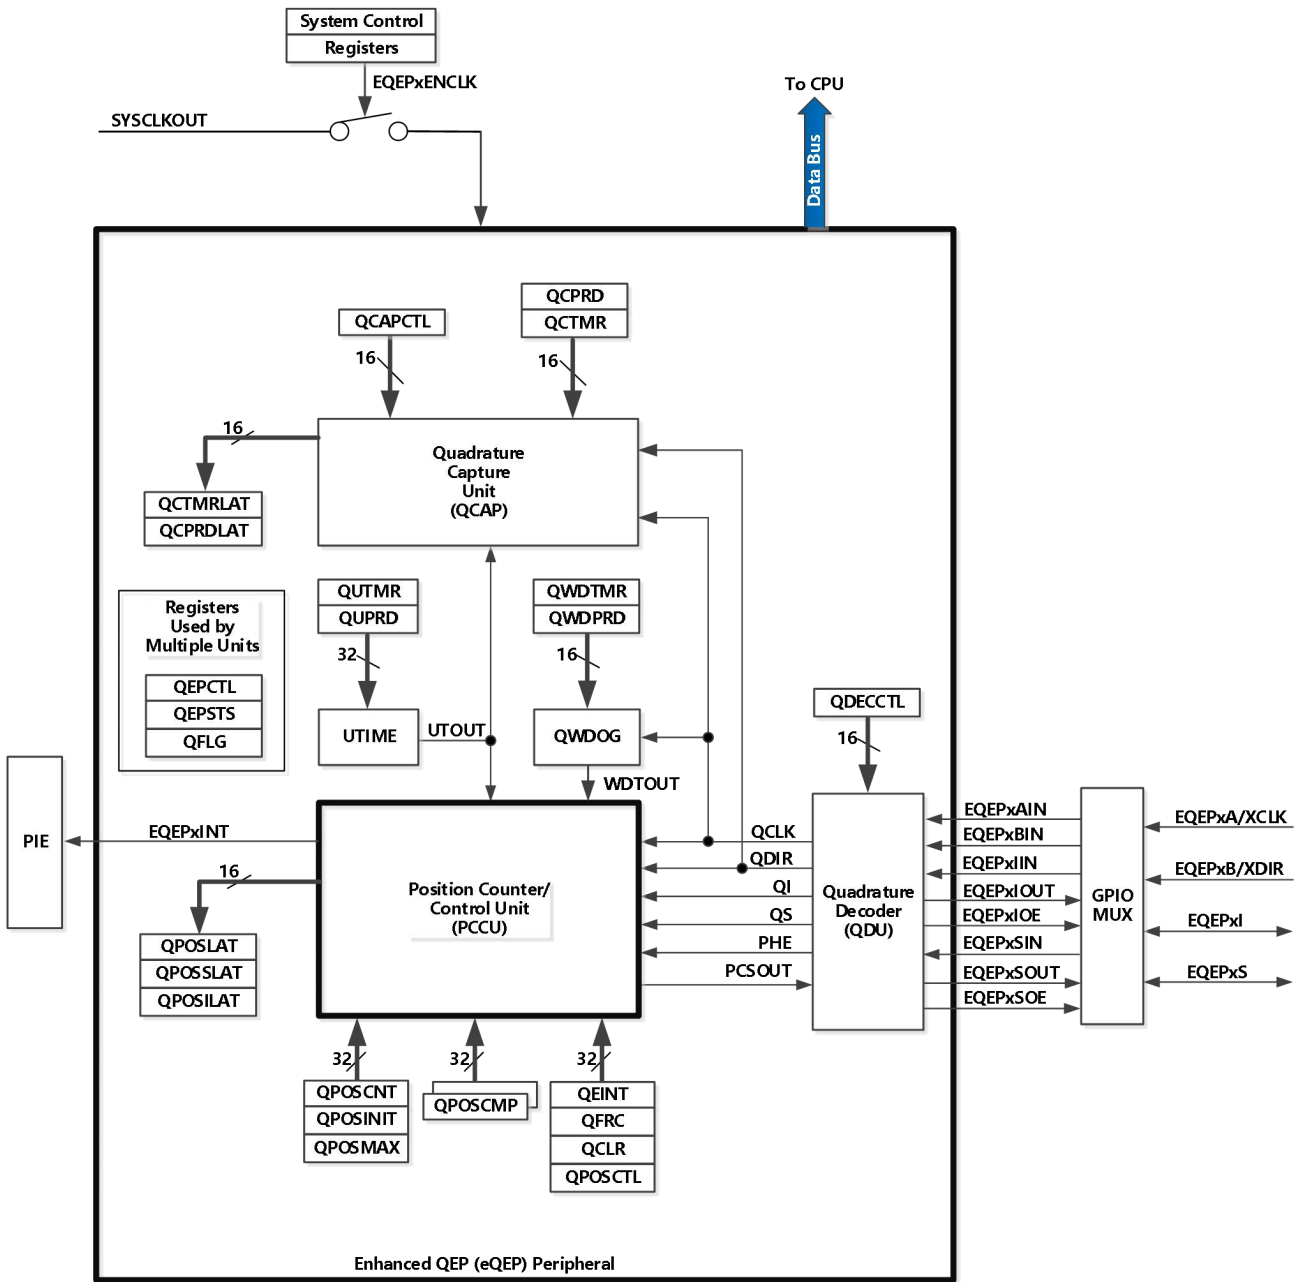 System Control
Registers
EQEPxENCLK
SYSCLKOUT
To CPU
Data Bus
QCPRD
QCTMR
QCAPCTL
16
16
16
Quadrature
Capture
Unit
(QCAP)
QCTMRLAT
QCPRDLAT
Registers
Used by
Multiple Units
QEPCTL
QEPSTS
QFLG
QUTMR
QUPRD
32
UTIME
UTOUT
QWDTMR
QWDPRD
16
QWDOG
WDTOUT
QDECCTL
16
PIE
EQEPxINT
16
QPOSLAT
QPOSSLAT
QPOSILAT
Position Counter/
Control Unit
(PCCU)
QCLK
QDIR
QI
QS
PHE
PCSOUT
Quadrature
Decoder
(QDU)
EQEPxAIN
EQEPxBIN
EQEPxIIN
EQEPxIOUT
EQEPxIOE
EQEPxSIN
EQEPxSOUT
EQEPxSOE
GPIO
MUX
EQEPxA/XCLK
EQEPxB/XDIR
EQEPxI
EQEPxS
32
QPOSCNT
QPOSINIT
QPOSMAX
32
QPOSCMP
32
QEINT
QFRC
QCLR
QPOSCTL
Enhanced QEP (eQEP) Peripheral